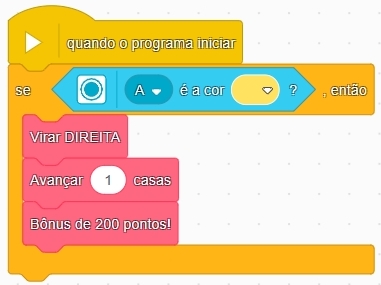 quando o programa iniciar
se A é a cor ? , então
Virar DIREITA
Avançar 1 casas
Bônus de 200 pontos!